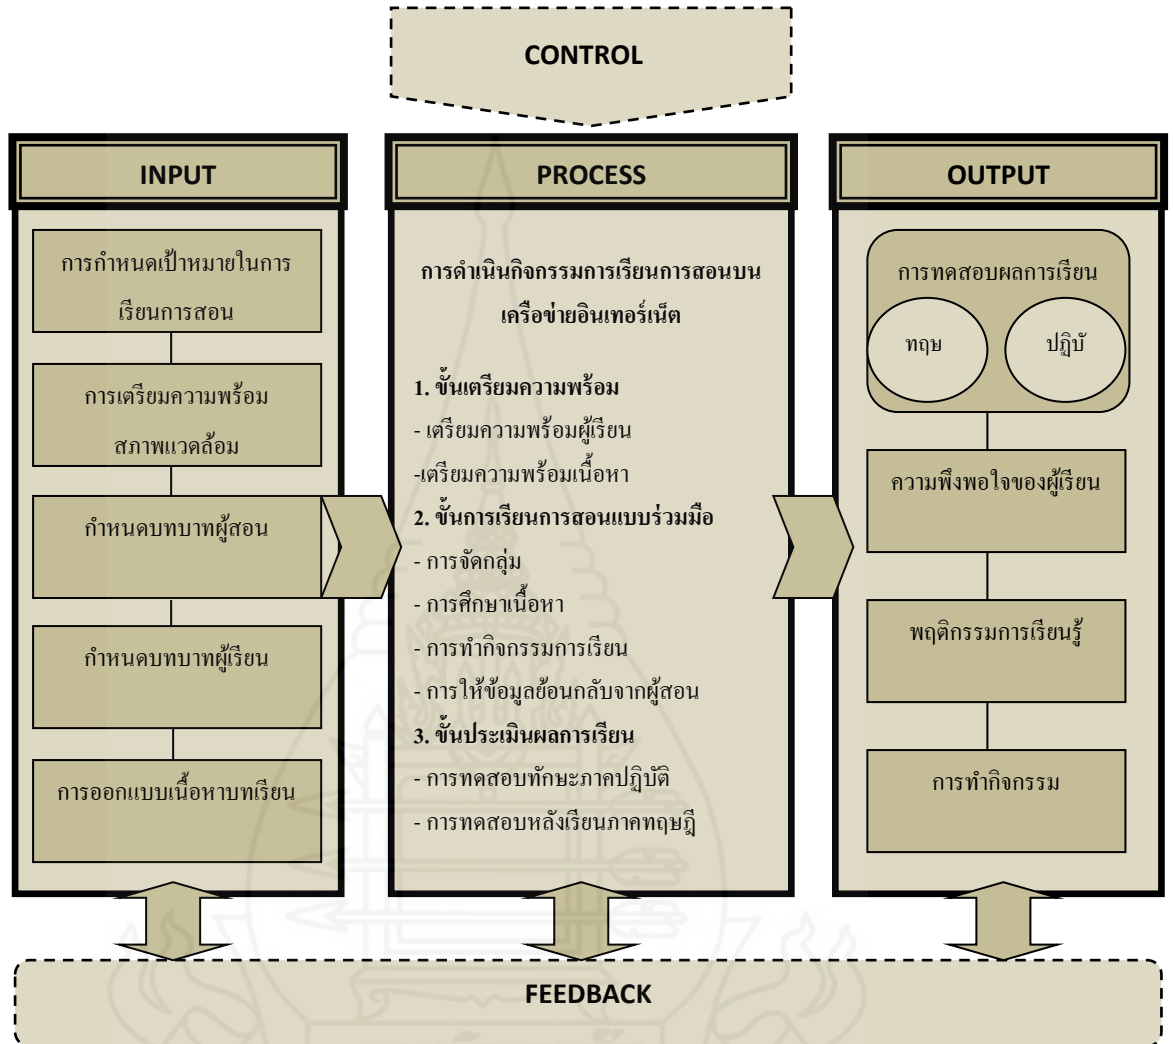 CONTROL
INPUT
การกำหนดเป้าหมายในการ
เรียนการสอน
การเตรียมความพร้อม
สภาพแวดล้อม
กำหนดบทบาทผู้สอน
กำหนดบทบาทผู้เรียน
การออกแบบเนื้อหาบทเรียน
PROCESS
การดำเนินกิจกรรมการเรียนการสอนบน
เครือข่ายอินเทอร์เน็ต
1. ขั้นเตรียมความพร้อม
- เตรียมความพร้อมผู้เรียน
-เตรียมความพร้อมเนื้อหา
2. ขั้นการเรียนการสอนแบบร่วมมือ
- การจัดกลุ่ม
- การศึกษาเนื้อหา
- การทำกิจกรรมการเรียน
- การให้ข้อมูลย้อนกลับจากผู้สอน
3. ขั้นประเมินผลการเรียน
- การทดสอบทักษะภาคปฏิบัติ
- การทดสอบหลังเรียนภาคทฤษฎี
OUTPUT
การทดสอบผลการเรียน
ทฤษ
ปฏิบั
ความพึงพอใจของผู้เรียน
พฤติกรรมการเรียนรู้
การทำกิจกรรม
FEEDBACK